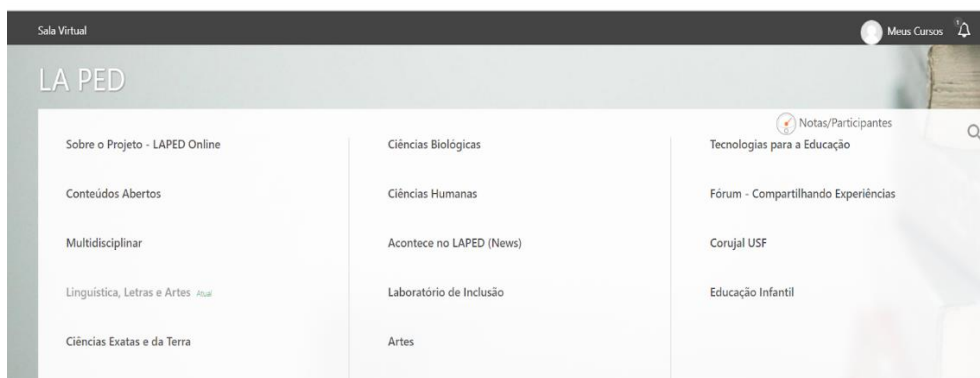 Sala Virtual
Meus Cursos
1
LA PED
Notas/Participantes
Sobre o Projeto - LAPED Online
Conteúdos Abertos
Multidisciplinar
Linguística, Letras e Artes Atual
Ciências Exatas e da Terra
Ciências Biológicas
Ciências Humanas
Acontece no LAPED (News)
Laboratório de Inclusão
Artes
Tecnologias para a Educação
Fórum - Compartilhando Experiências
Corujal USF
Educação Infantil